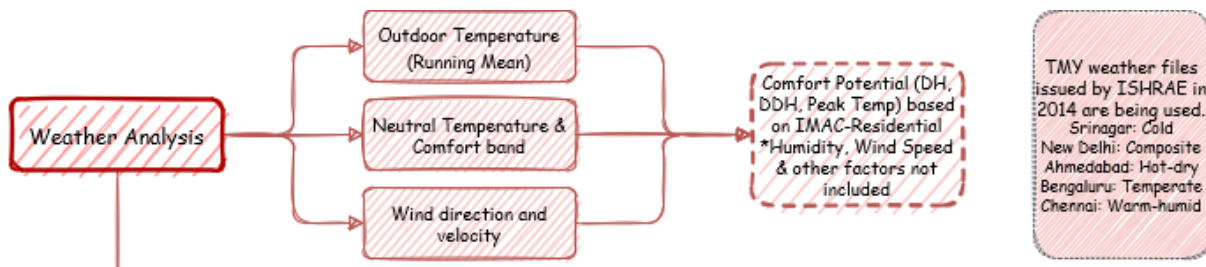 Weather Analysis
Outdoor Temperature
(Running Mean)
Neutral Temperature &
Comfort band
Wind direction and
velocity
Comfort Potential (DH,
DDH, Peak Temp) based
on IMAC-Residential
*Humidity, Wind Speed
& other factors not
included
TMY weather files
issued by ISHRAE in
2014 are being used.
Srinagar: Cold
New Delhi: Composite
Ahmedabad: Hot-dry
Bengaluru: Temperate
Chennai: Warm-humid